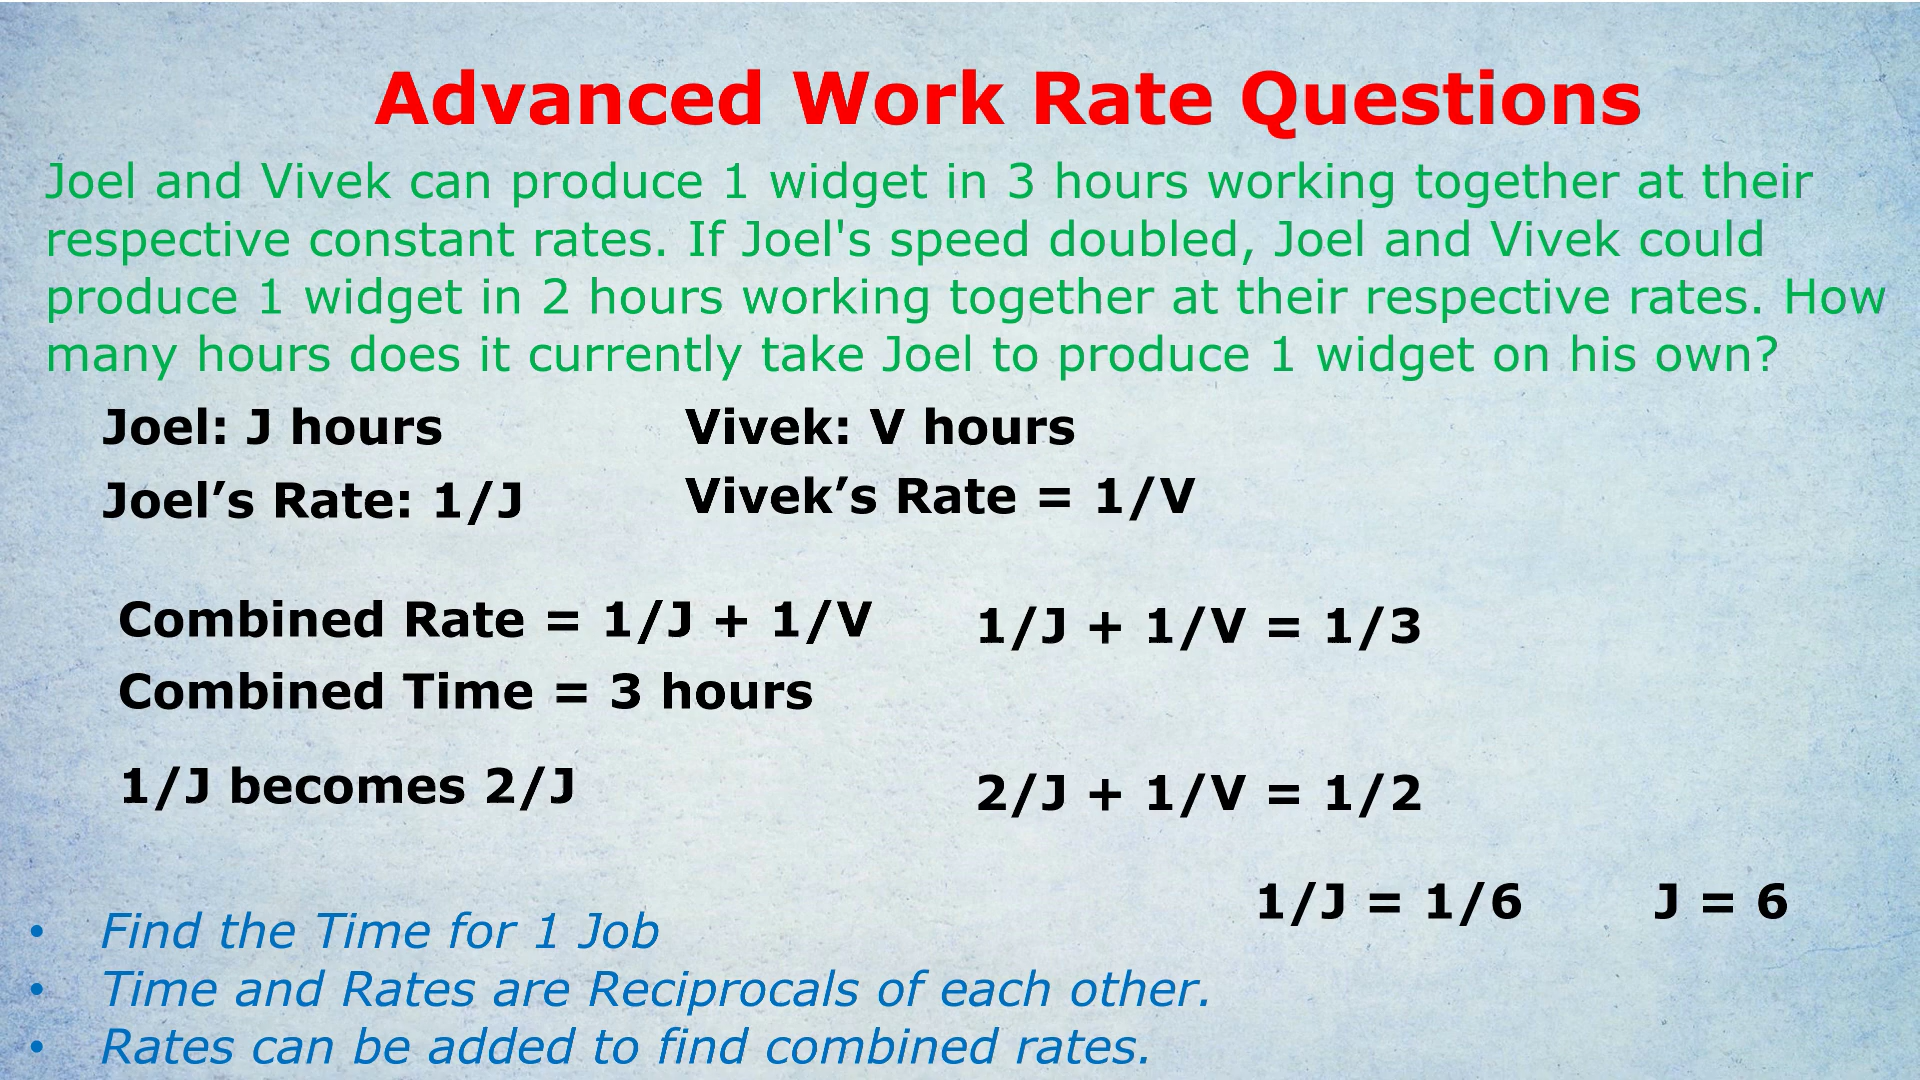 Advanced Work Rate Questions
Joel and Vivek can produce 1 widget in 3 hours working together at their
respective constant rates. If Joel's speed doubled, Joel and Vivek could
produce 1 widget in 2 hours working together at their respective rates. How
many hours does it currently take Joel to produce 1 widget on his own?
Joel: J hours
Vivek: V hours
Joel’s Rate: 1/J
Vivek’s Rate = 1/V
Combined Rate = 1/J + 1/V
1/J + 1/V = 1/3
Combined Time = 3 hours
1/J becomes 2/J
2/J + 1/V = 1/2
1/J = 1/6
J = 6
• Find the Time for 1 Job
• Time and Rates are Reciprocals of each other.
• Rates can be added to find combined rates.